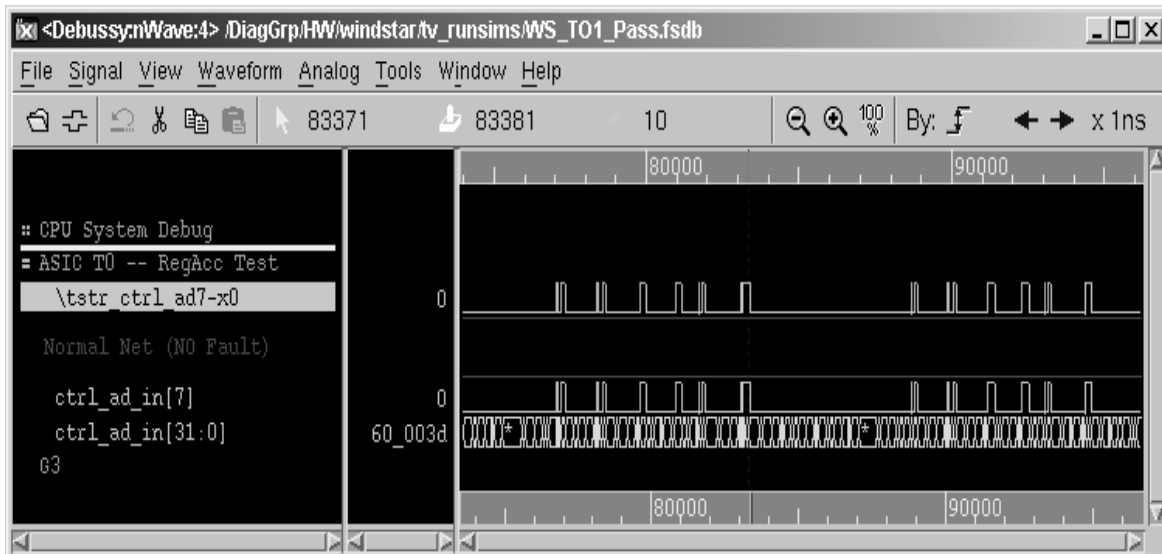 <Debussy:nWave:4> /DiagGrp/HW/windstar/tv_runsims/WS_TO1_Pass.fsdb
File Signal View Waveform Analog Tools Window Help
83371 83381 10 100% By: x 1ns
80000 90000
:: CPU System Debug
= ASIC T0 -- RegAcc Test
\tstr_ctrl_ad7-x0 0
Normal Net (NO Fault)
ctrl_ad_in[7] 0
ctrl_ad_in[31:0] 60_003d * *
G3
80000 90000